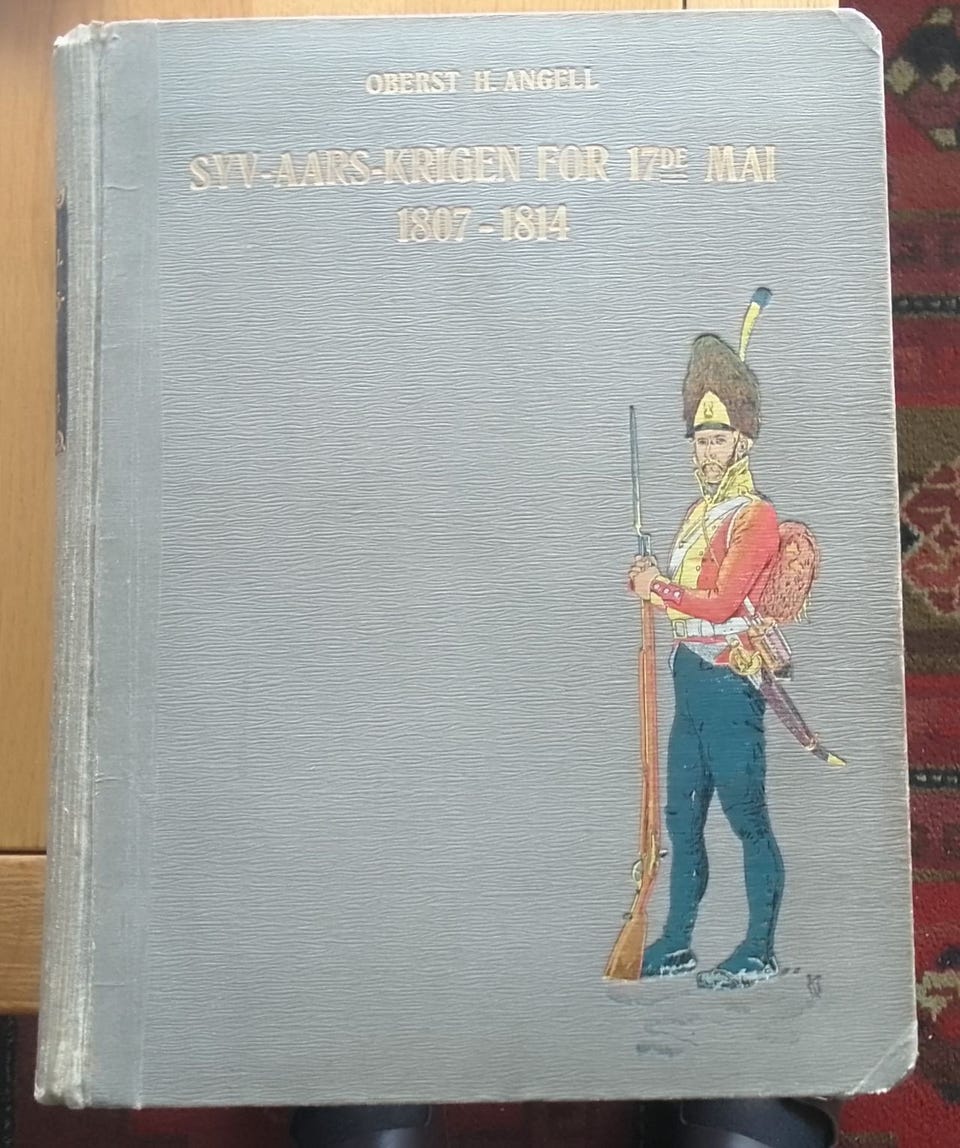 OBERST H. ANGELL
SYV-AARS-KRIGEN FOR 17DE MAI
1807-1814